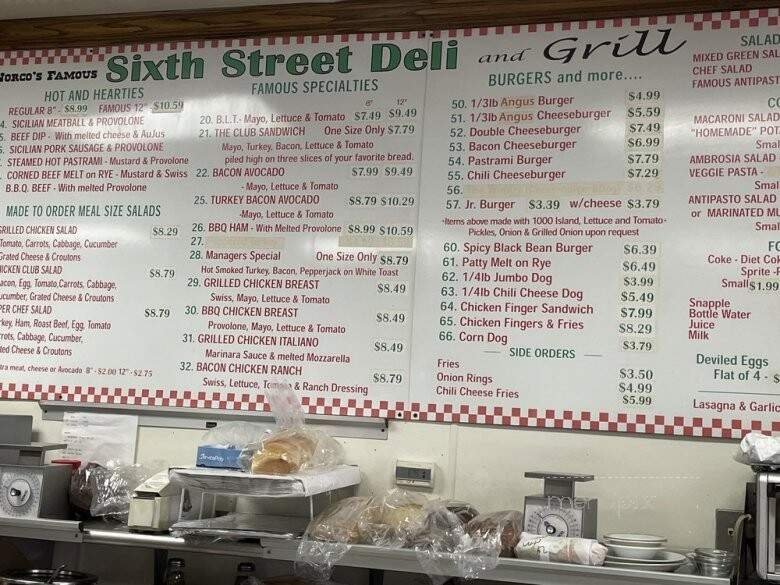 NORCO'S FAMOUS Sixth Street Deli and Grill
HOT AND HEARTIES
REGULAR 8" - $8.99 FAMOUS 12" $10.59
4. SICILIAN MEATBALL & PROVOLONE
5. BEEF DIP - With melted cheese & AuJus
SICILIAN PORK SAUSAGE & PROVOLONE
STEAMED HOT PASTRAMI - Mustard & Provolone
CORNED BEEF MELT on RYE - Mustard & Swiss
B.B.Q. BEEF - With melted Provolone
MADE TO ORDER MEAL SIZE SALADS
GRILLED CHICKEN SALAD $8.29
Tomato, Carrots, Cabbage, Cucumber
Grated Cheese & Croutons
CHICKEN CLUB SALAD $8.79
Bacon, Egg, Tomato, Carrots, Cabbage,
Cucumber, Grated Cheese & Croutons
PER CHEF SALAD $8.79
Turkey, Ham, Roast Beef, Egg, Tomato
Carrots, Cabbage, Cucumber,
ted Cheese & Croutons
tra meat, cheese or Avocado 8" - $2.00 12" - $2.75
FAMOUS SPECIALTIES
8" 12"
20. B.L.T.- Mayo, Lettuce & Tomato $7.49 $9.49
21. THE CLUB SANDWICH One Size Only $7.79
Mayo, Turkey, Bacon, Lettuce & Tomato
piled high on three slices of your favorite bread.
22. BACON AVOCADO $7.99 $9.49
- Mayo, Lettuce & Tomato
25. TURKEY BACON AVOCADO $8.79 $10.29
-Mayo, Lettuce & Tomato
26. BBQ HAM - With Melted Provolone $8.99 $10.59
27.
28. Managers Special One Size Only $8.79
Hot Smoked Turkey, Bacon, Pepperjack on White Toast
29. GRILLED CHICKEN BREAST $8.49
Swiss, Mayo, Lettuce & Tomato
30. BBQ CHICKEN BREAST $8.49
Provolone, Mayo, Lettuce & Tomato
31. GRILLED CHICKEN ITALIANO $8.49
Marinara Sauce & melted Mozzarella
32. BACON CHICKEN RANCH $8.79
Swiss, Lettuce, Tomato & Ranch Dressing
BURGERS and more....
50. 1/3lb Angus Burger $4.99
51. 1/3lb Angus Cheeseburger $5.59
52. Double Cheeseburger $7.49
53. Bacon Cheeseburger $6.99
54. Pastrami Burger $7.79
55. Chili Cheeseburger $7.29
56.
57. Jr. Burger $3.39 w/cheese $3.79
-Items above made with 1000 Island, Lettuce and Tomato-
Pickles, Onion & Grilled Onion upon request
60. Spicy Black Bean Burger $6.39
61. Patty Melt on Rye $6.49
62. 1/4lb Jumbo Dog $3.99
63. 1/4lb Chili Cheese Dog $5.49
64. Chicken Finger Sandwich $7.99
65. Chicken Fingers & Fries $8.29
66. Corn Dog $3.79
SIDE ORDERS
Fries $3.50
Onion Rings $4.99
Chili Cheese Fries $5.99
SALAD
MIXED GREEN SAL
CHEF SALAD
FAMOUS ANTIPAST
CO
MACARONI SALAD
"HOMEMADE" POT
Smal
AMBROSIA SALAD
VEGGIE PASTA -
Smal
ANTIPASTO SALAD
or MARINATED MU
Smal
FO
Coke - Diet Cok
Sprite - F
Small $1.99
Snapple
Bottle Water
Juice
Milk
Deviled Eggs
Flat of 4 - $
Lasagna & Garlic